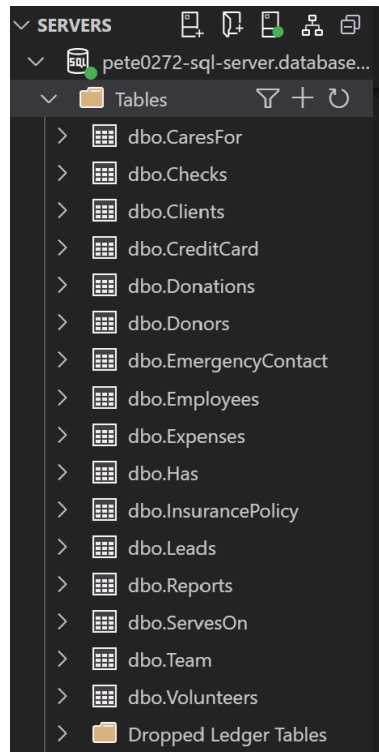 SERVERS
pete0272-sql-server.database...
Tables
dbo.CaresFor
dbo.Checks
dbo.Clients
dbo.CreditCard
dbo.Donations
dbo.Donors
dbo.EmergencyContact
dbo.Employees
dbo.Expenses
dbo.Has
dbo.InsurancePolicy
dbo.Leads
dbo.Reports
dbo.ServesOn
dbo.Team
dbo.Volunteers
Dropped Ledger Tables